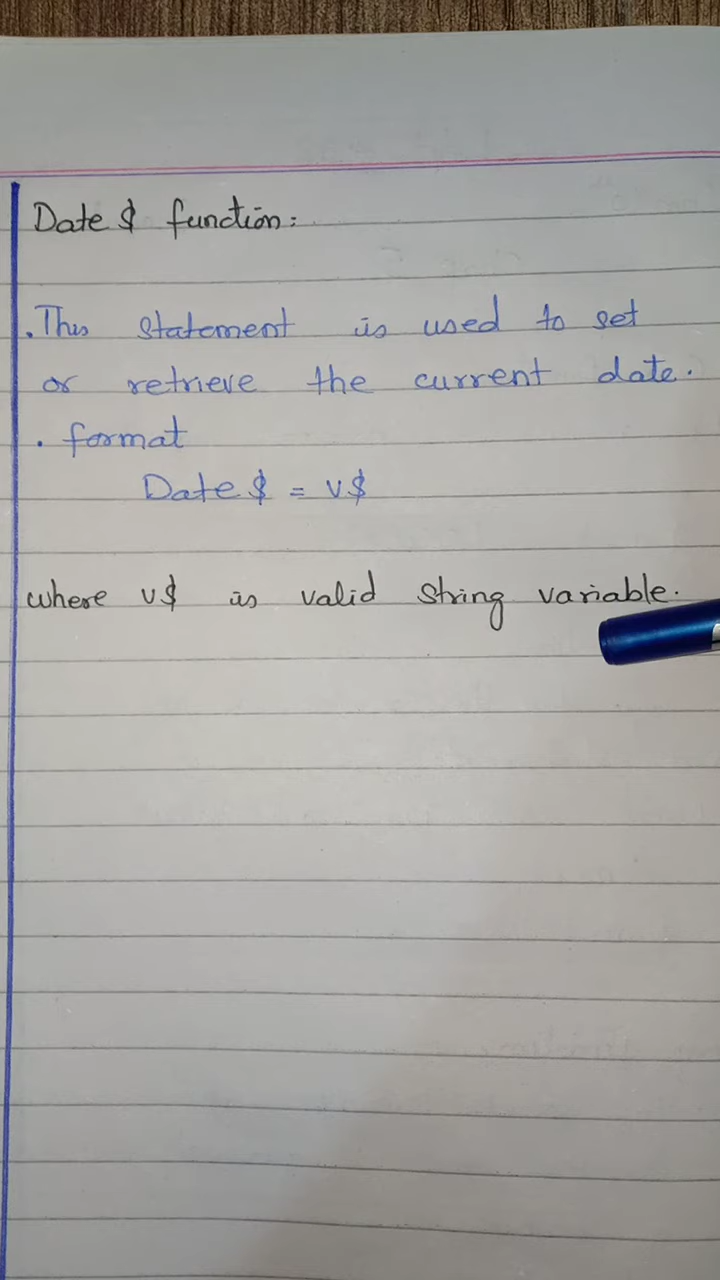 Date $ function:
. This statement is used to set
or retrieve the current date.
. format
Date $ = v$
where v$ is valid string variable.